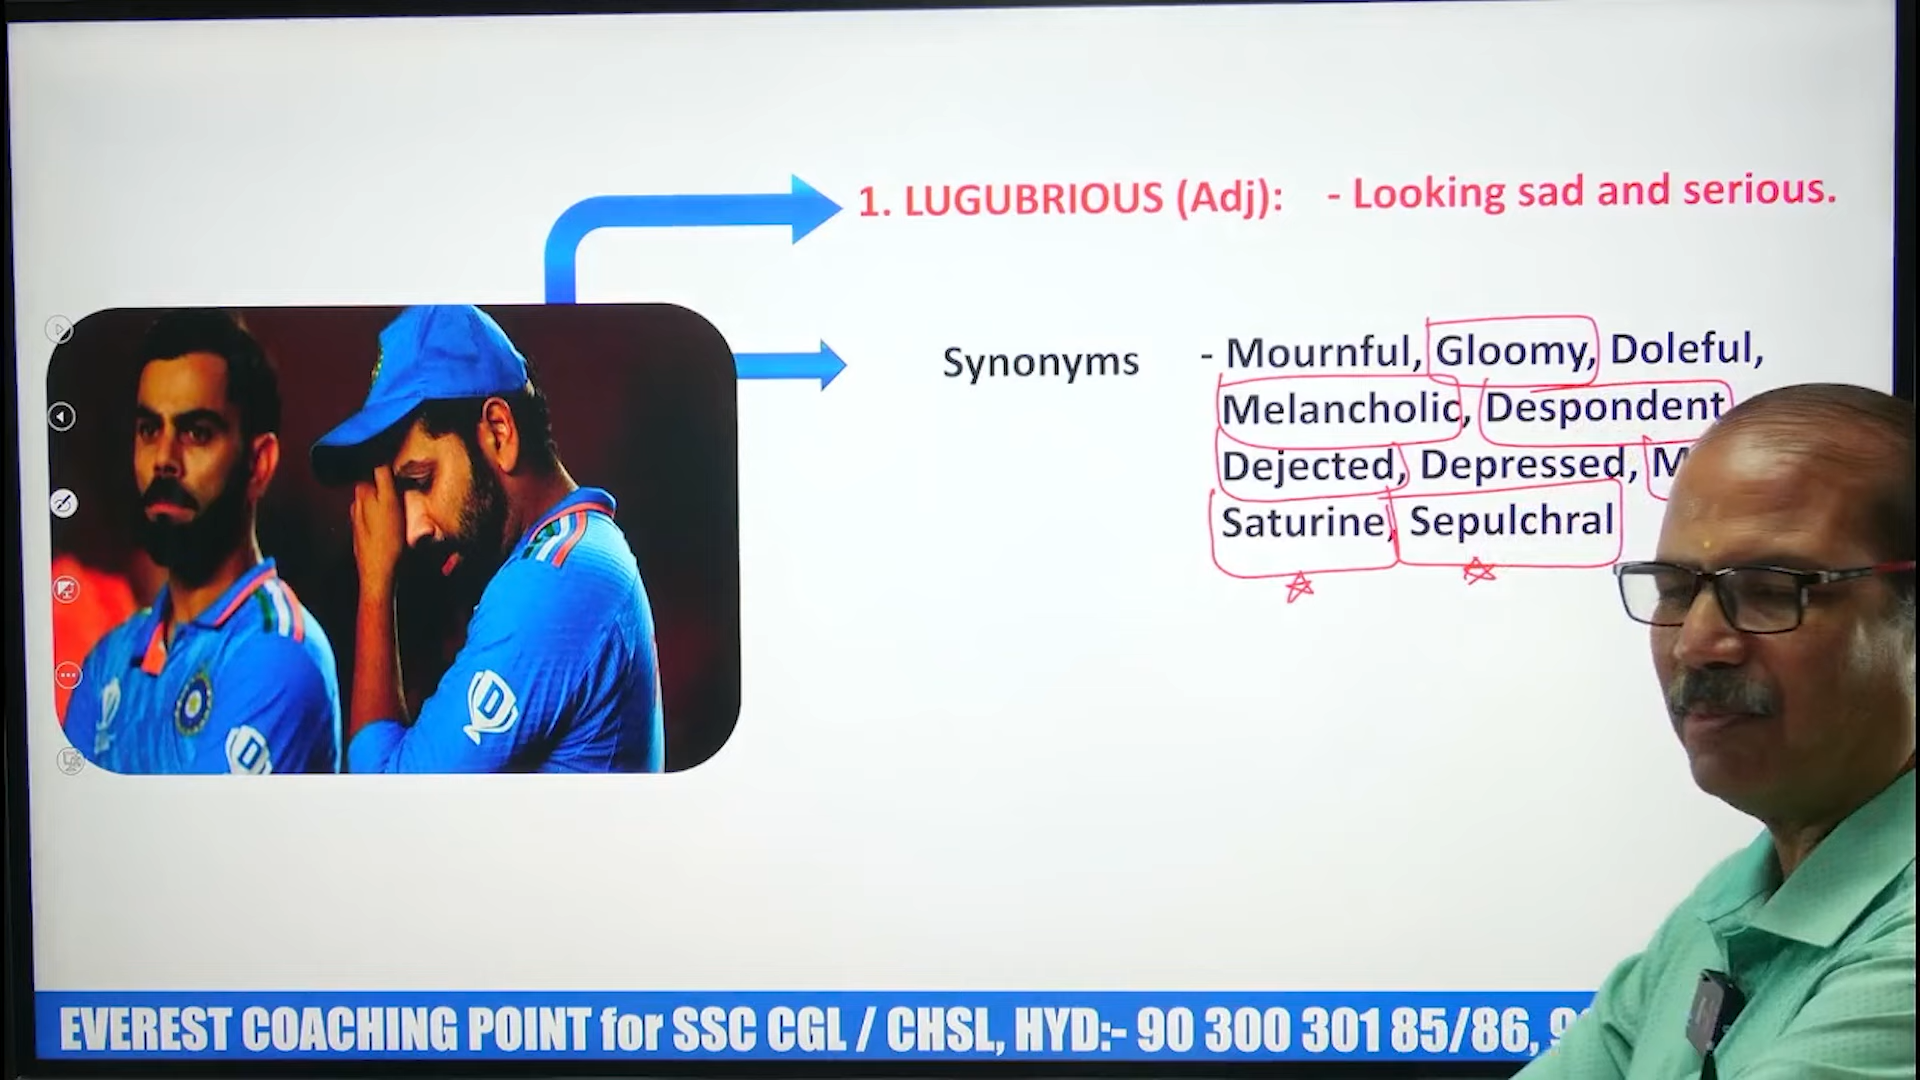 1. LUGUBRIOUS (Adj): - Looking sad and serious.
Synonyms - Mournful, Gloomy, Doleful,
Melancholic, Despondent
Dejected, Depressed,
Saturine, Sepulchral
D
D
EVEREST COACHING POINT for SSC CGL / CHSL, HYD:- 90 300 301 85/86,